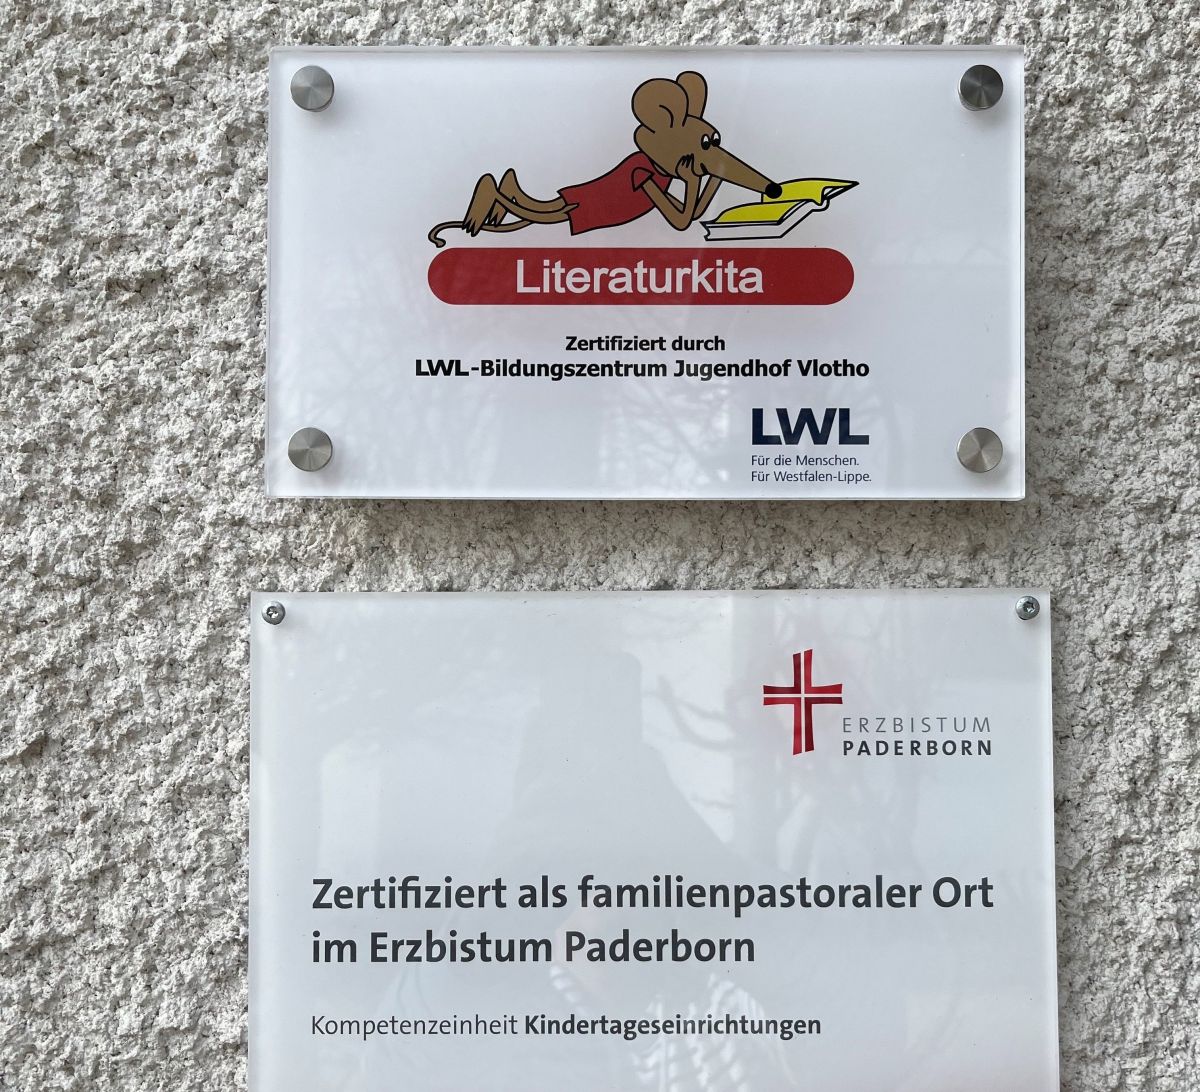 Literaturkita
Zertifiziert durch
LWL-Bildungszentrum Jugendhof Vlotho
LWL
Für die Menschen.
Für Westfalen-Lippe.
ERZBISTUM
PADERBORN
Zertifiziert als familienpastoraler Ort
im Erzbistum Paderborn
Kompetenzeinheit Kindertageseinrichtungen